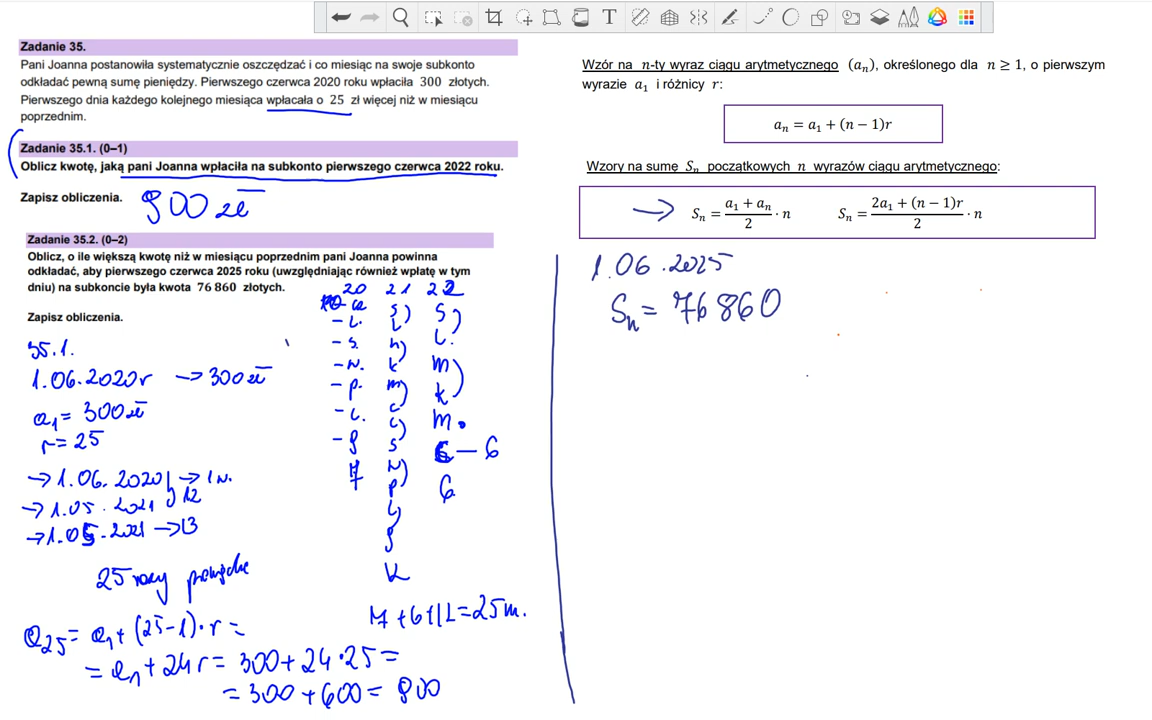 Zadanie 35.
Pani Joanna postanowiła systematycznie oszczędzać i co miesiąc na swoje subkonto
odkładać pewną sumę pieniędzy. Pierwszego czerwca 2020 roku wpłaciła 300 złotych.
Pierwszego dnia każdego kolejnego miesiąca wpłacała o 25 zł więcej niż w miesiącu
poprzednim.
Zadanie 35.1. (0–1)
Oblicz kwotę, jaką pani Joanna wpłaciła na subkonto pierwszego czerwca 2022 roku.
Zapisz obliczenia.
900 zł
Zadanie 35.2. (0–2)
Oblicz, o ile większą kwotę niż w miesiącu poprzednim pani Joanna powinna
odkładać, aby pierwszego czerwca 2025 roku (uwzględniając również wpłatę w tym
dniu) na subkoncie była kwota 76 860 złotych.
Zapisz obliczenia.
35.1.
1.06.2020r → 300 zł
a₁ = 300 zł
r = 25
→ 1.06.2020 → 1 w.
→ 1.05.2021 12
→ 1.06.2021 → 13
20 21 22
7 + 6 + 12 = 25 m.
a₂₅ = a₁ + (25-1)·r =
= a₁ + 24r = 300 + 24·25 =
= 300 + 600 = 900
Wzór na n-ty wyraz ciągu arytmetycznego (aₙ), określonego dla n ≥ 1, o pierwszym
wyrazie a₁ i różnicy r:
aₙ = a₁ + (n − 1)r
Wzory na sumę Sₙ początkowych n wyrazów ciągu arytmetycznego:
→ Sₙ = (a₁ + aₙ)/2 · n Sₙ = (2a₁ + (n − 1)r)/2 · n
1.06.2025
Sₙ = 76 860